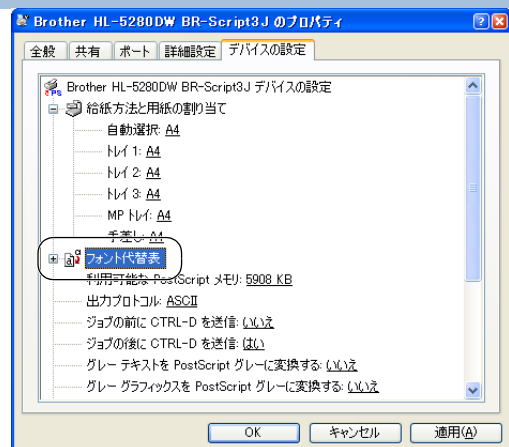 Brother HL-5280DW BR-Script3J のプロパティ
全般 共有 ポート 詳細設定 デバイスの設定
Brother HL-5280DW BR-Script3J デバイスの設定
給紙方法と用紙の割り当て
自動選択: A4
トレイ 1: A4
トレイ 2: A4
トレイ 3: A4
MP トレイ: A4
手差し: A4
フォント代替表
利用可能な PostScript メモリ: 5908 KB
出力プロトコル: ASCII
ジョブの前に CTRL-D を送信: いいえ
ジョブの後に CTRL-D を送信: はい
グレー テキストを PostScript グレーに変換する: いいえ
グレー グラフィックスを PostScript グレーに変換する: いいえ
OK キャンセル 適用(A)